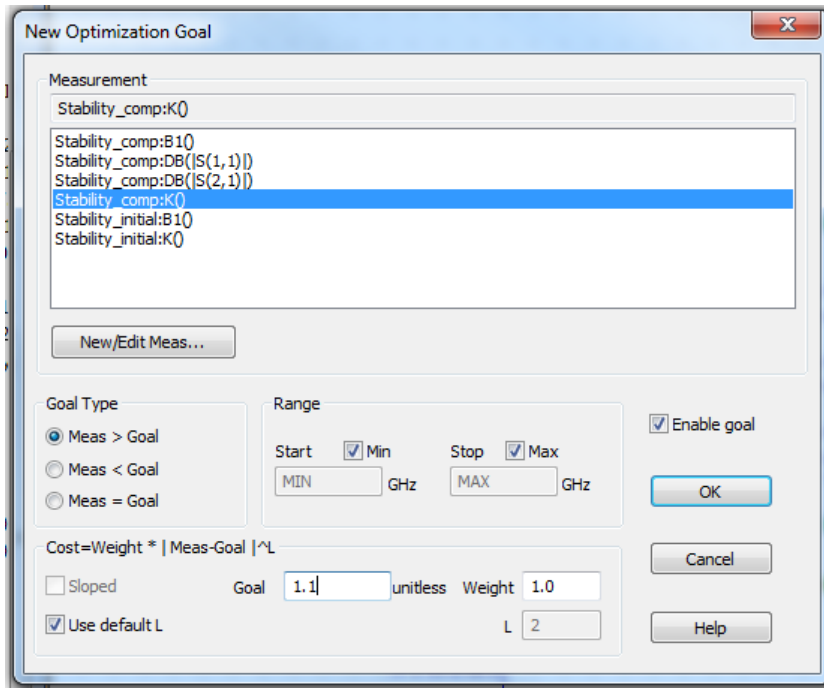 New Optimization Goal
Measurement
Stability_comp:K()
Stability_comp:B1()
Stability_comp:DB(|S(1,1)|)
Stability_comp:DB(|S(2,1)|)
Stability_comp:K()
Stability_initial:B1()
Stability_initial:K()
New/Edit Meas...
Goal Type
Meas > Goal
Meas < Goal
Meas = Goal
Range
Start Min Stop Max
MIN GHz MAX GHz
Enable goal
OK
Cancel
Help
Cost=Weight * | Meas-Goal |^L
Sloped Goal 1.1 unitless Weight 1.0
Use default L L 2